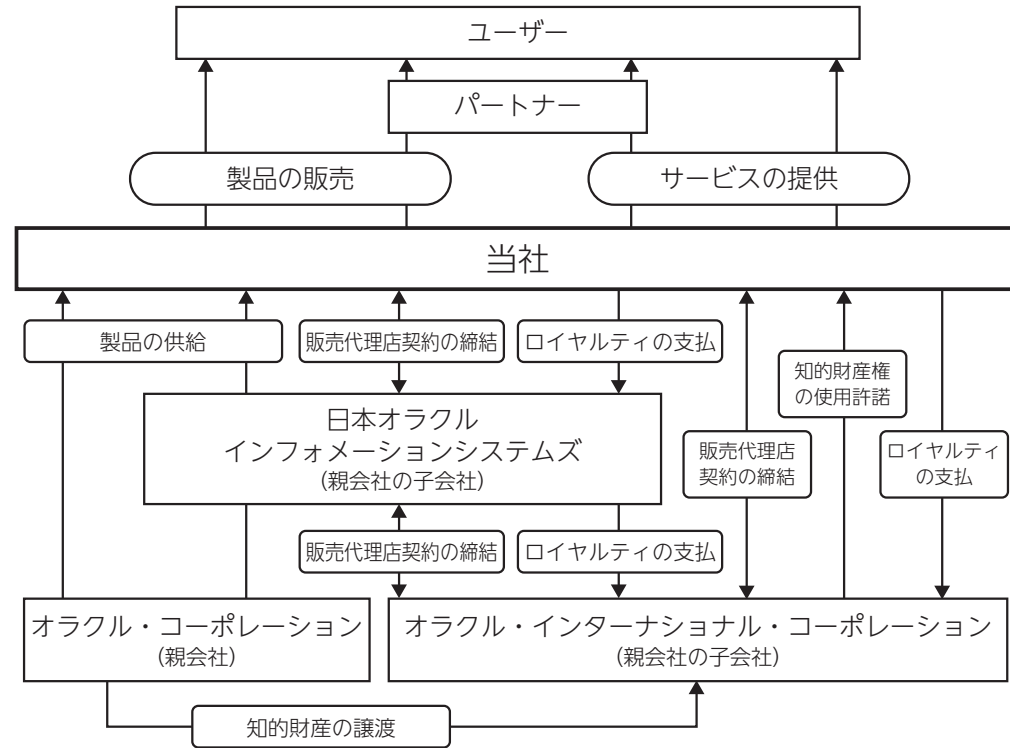 ユーザー
パートナー
製品の販売
サービスの提供
当社
製品の供給
販売代理店契約の締結
ロイヤルティの支払
知的財産権
の使用許諾
日本オラクル
インフォメーションシステムズ
(親会社の子会社)
販売代理店
契約の締結
ロイヤルティ
の支払
販売代理店契約の締結
ロイヤルティの支払
オラクル・コーポレーション
(親会社)
オラクル・インターナショナル・コーポレーション
(親会社の子会社)
知的財産の譲渡